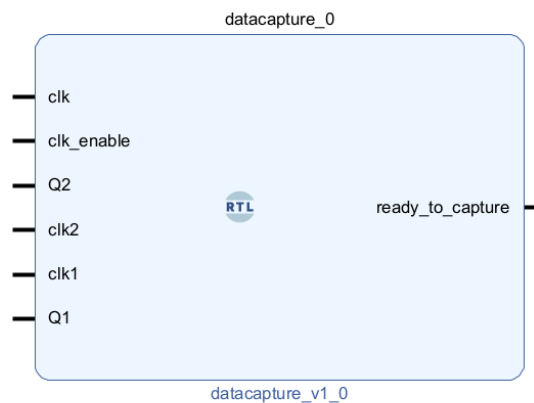 datacapture_0
clk
clk_enable
Q2
clk2
clk1
Q1
RTL
ready_to_capture
datacapture_v1_0